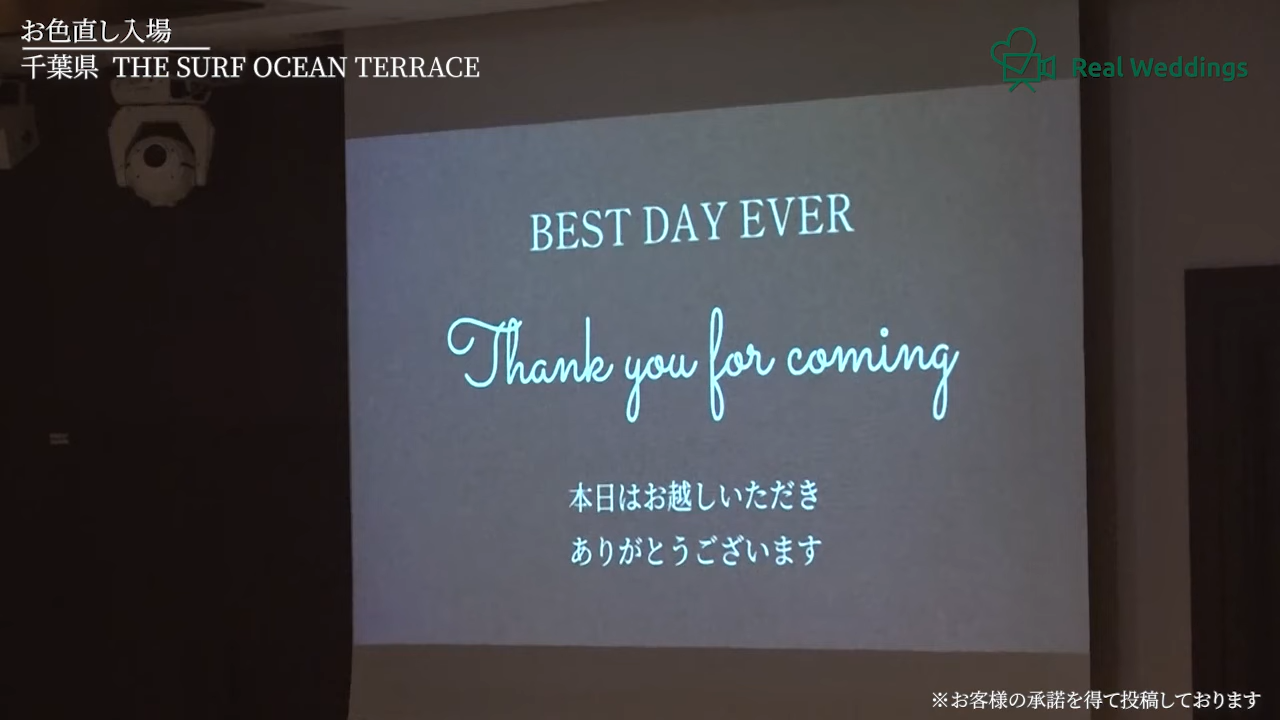 お色直し入場
千葉県 THE SURF OCEAN TERRACE
Real Weddings
BEST DAY EVER
Thank you for coming
本日はお越しいただき
ありがとうございます
※お客様の承諾を得て投稿しております